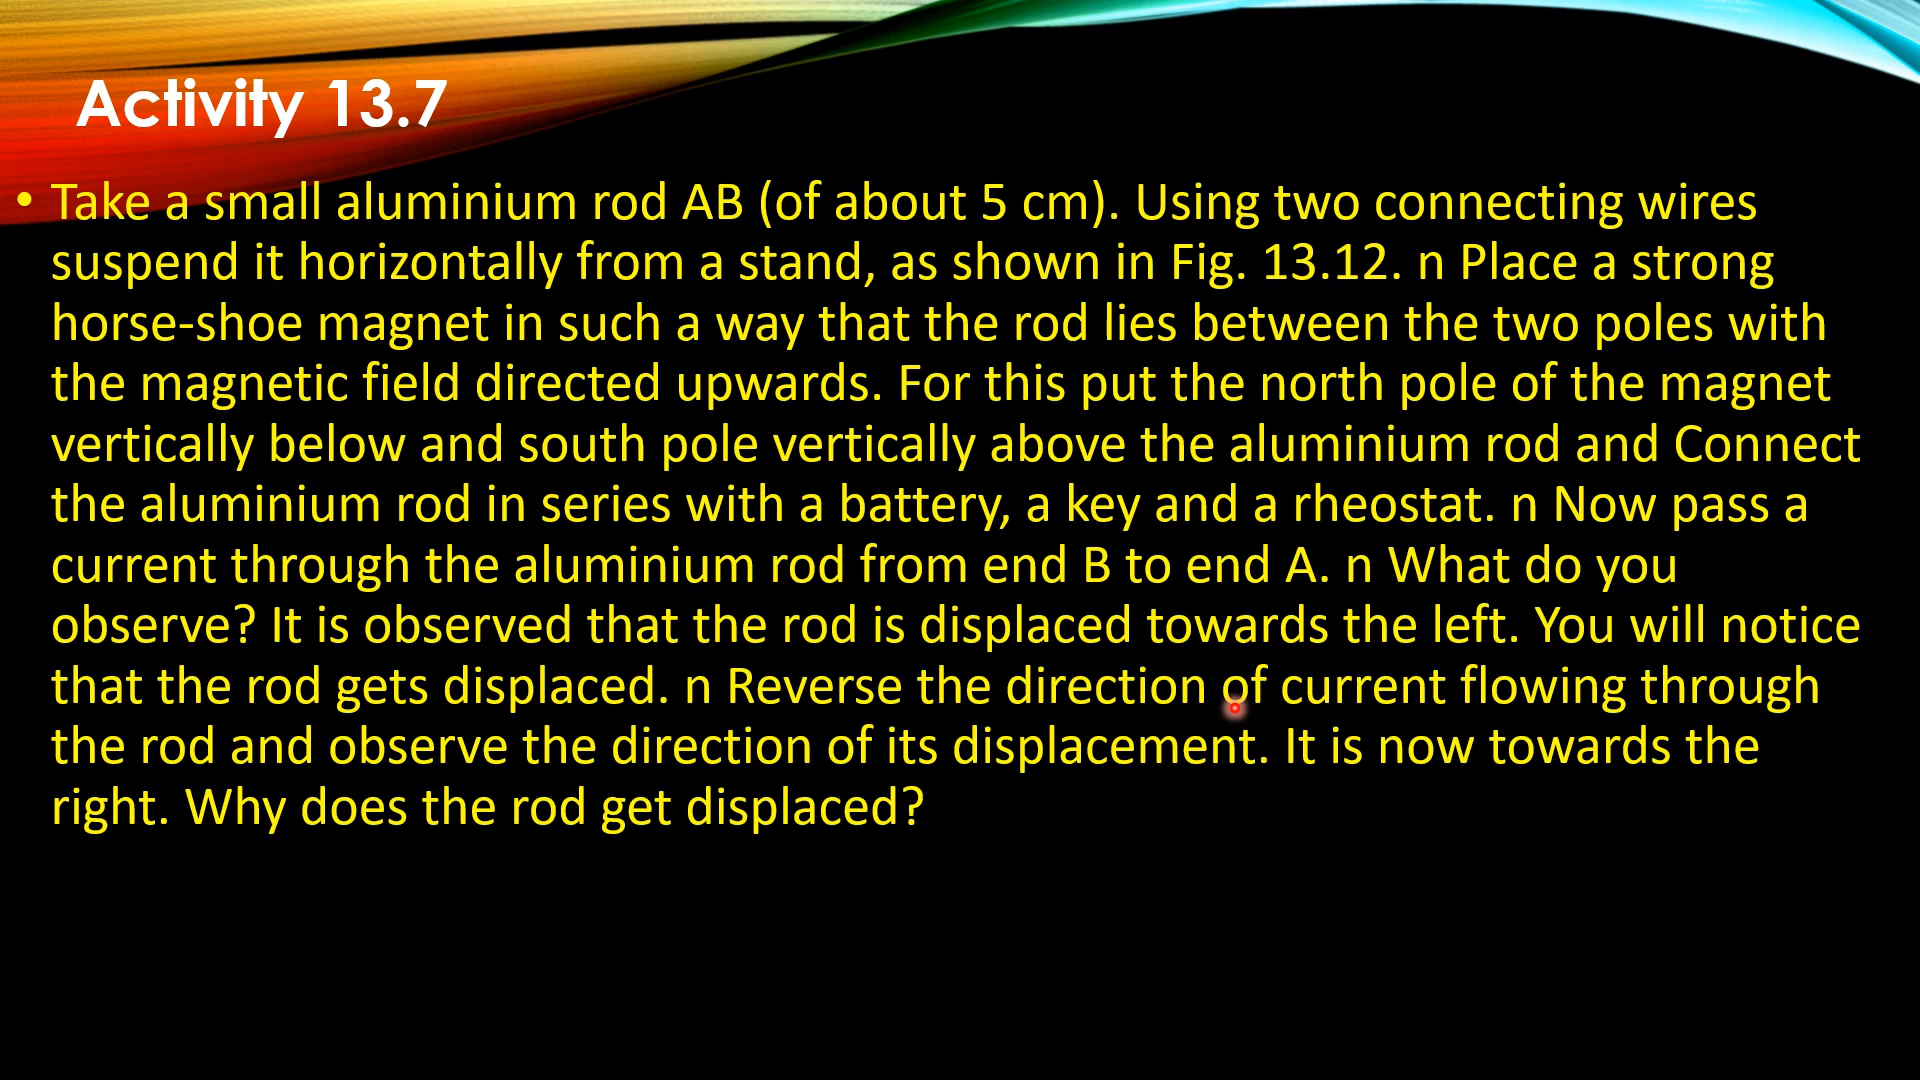 Activity 13.7
• Take a small aluminium rod AB (of about 5 cm). Using two connecting wires
suspend it horizontally from a stand, as shown in Fig. 13.12. n Place a strong
horse-shoe magnet in such a way that the rod lies between the two poles with
the magnetic field directed upwards. For this put the north pole of the magnet
vertically below and south pole vertically above the aluminium rod and Connect
the aluminium rod in series with a battery, a key and a rheostat. n Now pass a
current through the aluminium rod from end B to end A. n What do you
observe? It is observed that the rod is displaced towards the left. You will notice
that the rod gets displaced. n Reverse the direction of current flowing through
the rod and observe the direction of its displacement. It is now towards the
right. Why does the rod get displaced?